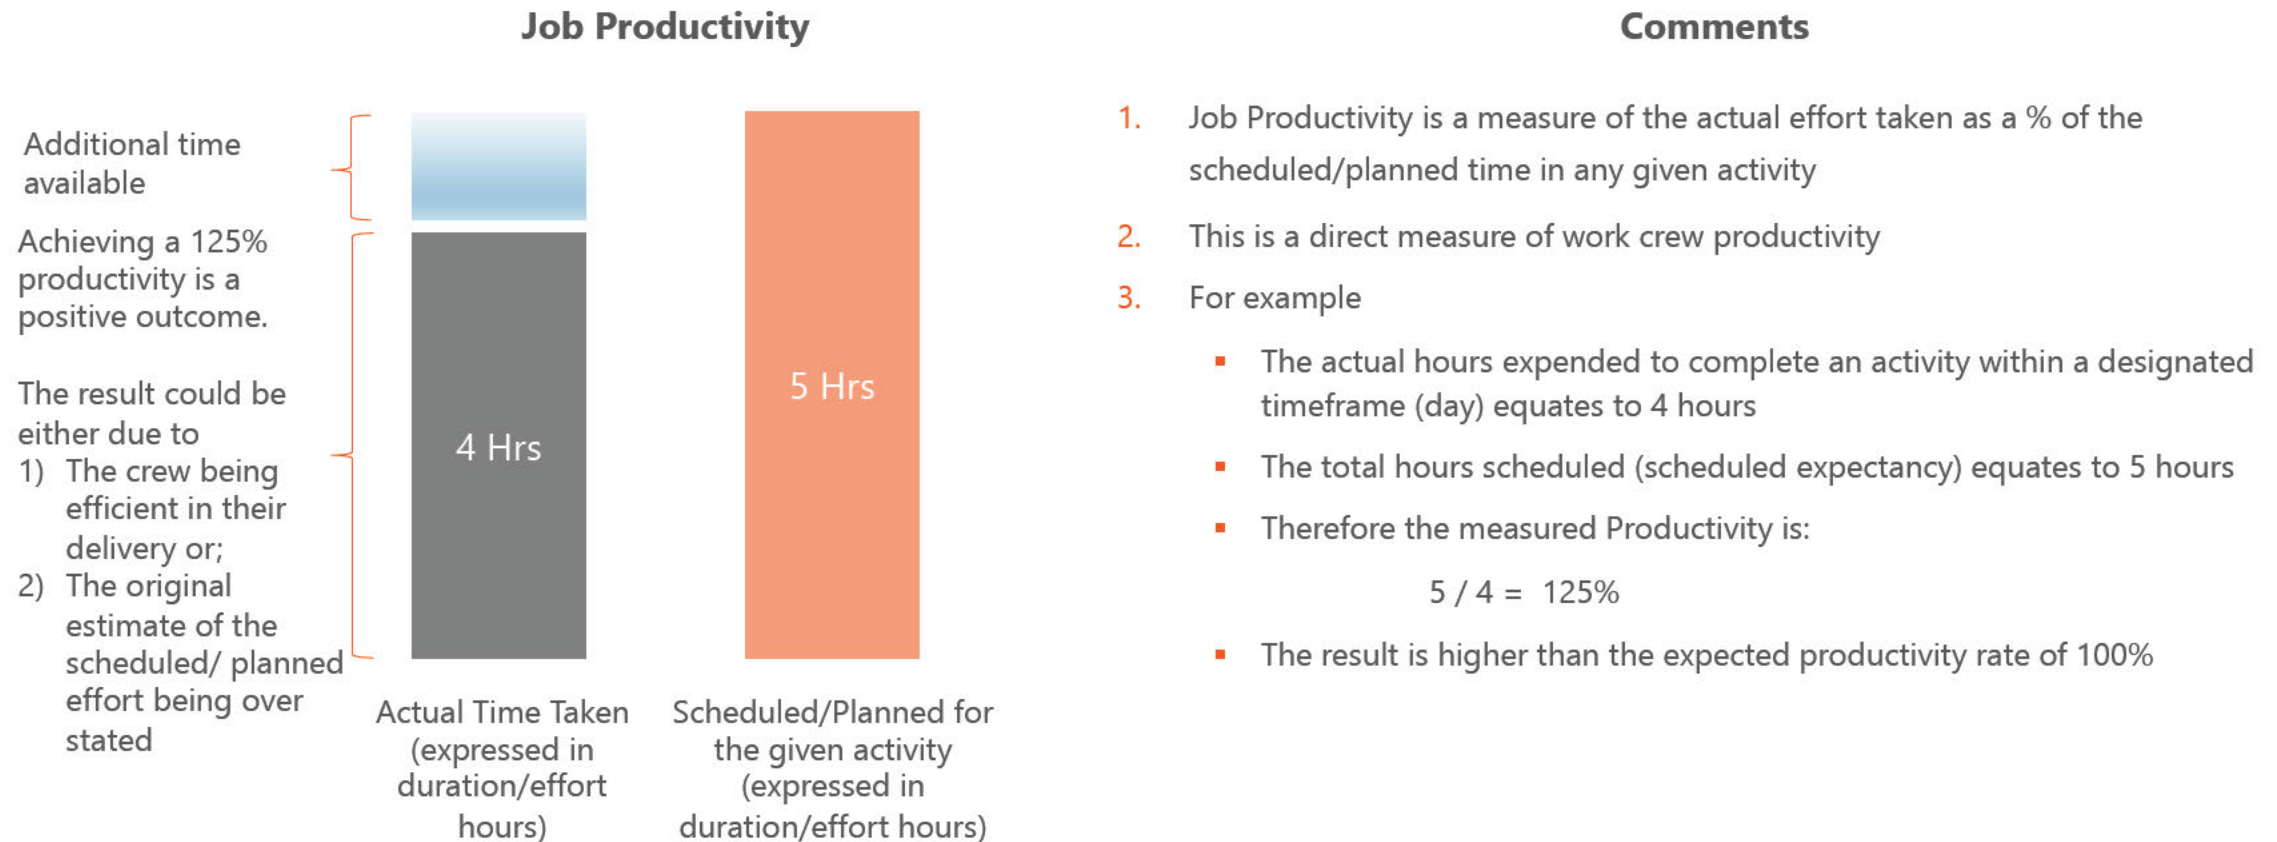 Job Productivity
Additional time
available
Achieving a 125%
productivity is a
positive outcome.
The result could be
either due to
1) The crew being
efficient in their
delivery or;
2) The original
estimate of the
scheduled/ planned
effort being over
stated
4 Hrs
5 Hrs
Actual Time Taken
(expressed in
duration/effort
hours)
Scheduled/Planned for
the given activity
(expressed in
duration/effort hours)
Comments
1. Job Productivity is a measure of the actual effort taken as a % of the
scheduled/planned time in any given activity
2. This is a direct measure of work crew productivity
3. For example
▪ The actual hours expended to complete an activity within a designated
timeframe (day) equates to 4 hours
▪ The total hours scheduled (scheduled expectancy) equates to 5 hours
▪ Therefore the measured Productivity is:
5 / 4 = 125%
▪ The result is higher than the expected productivity rate of 100%